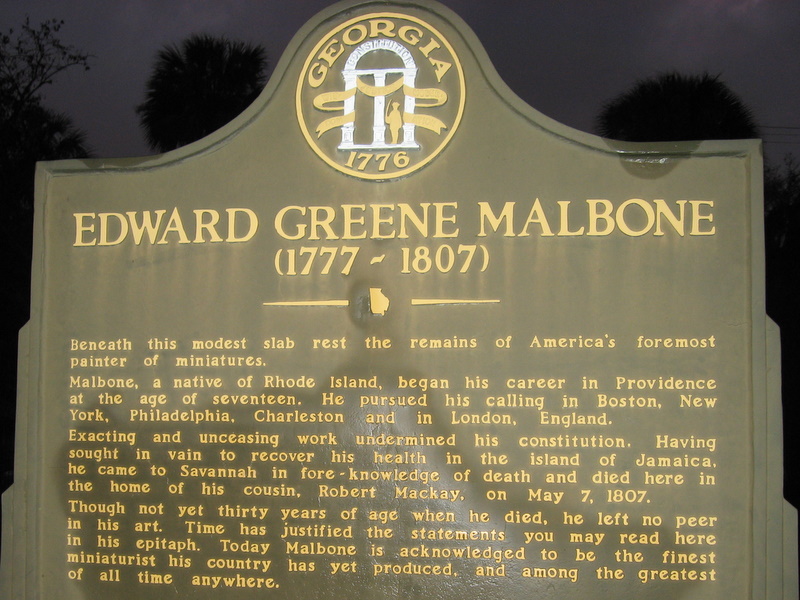 GEORGIA
CONSTITUTION
1776
EDWARD GREENE MALBONE
(1777 ~ 1807)
Beneath this modest slab rest the remains of America's foremost
painter of miniatures.
Malbone, a native of Rhode Island, began his career in Providence
at the age of seventeen. He pursued his calling in Boston, New
York, Philadelphia, Charleston and in London, England.
Exacting and unceasing work undermined his constitution. Having
sought in vain to recover his health in the island of Jamaica,
he came to Savannah in fore-knowledge of death and died here in
the home of his cousin, Robert Mackay, on May 7, 1807.
Though not yet thirty years of age when he died, he left no peer
in his art. Time has justified the statements you may read here
in his epitaph. Today Malbone is acknowledged to be the finest
miniaturist his country has yet produced, and among the greatest
of all time anywhere.